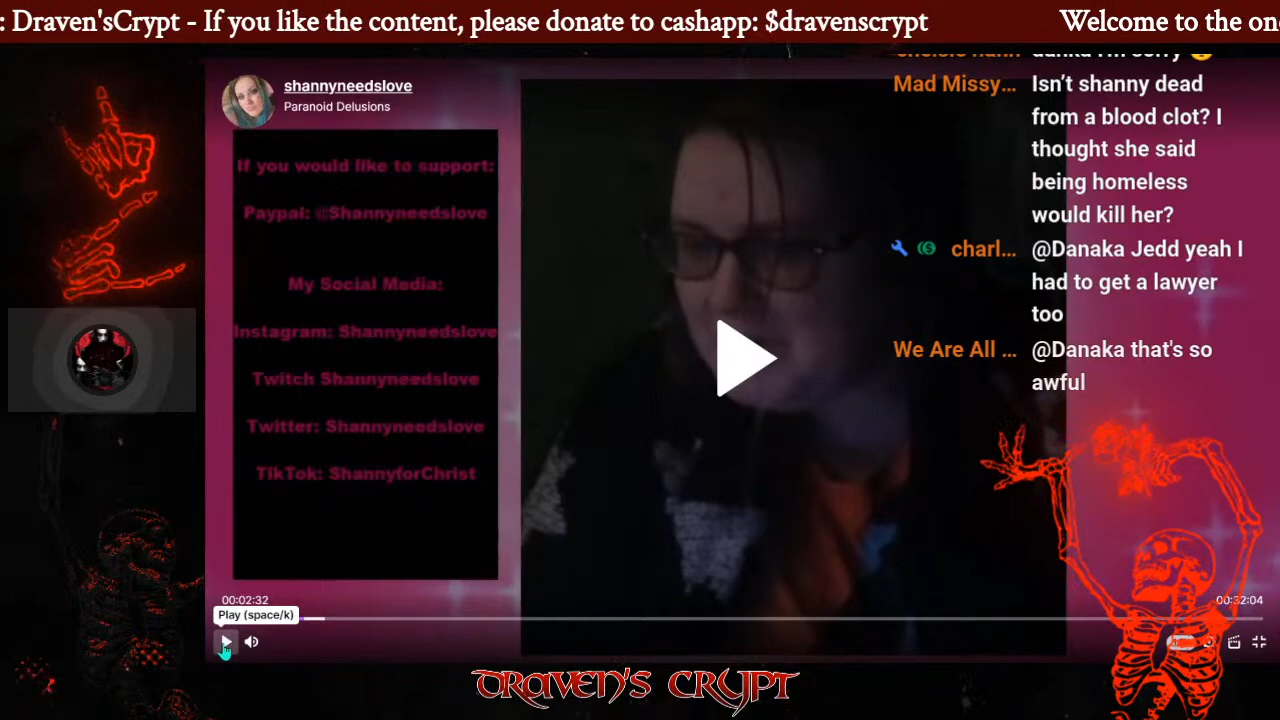 : Draven'sCrypt - If you like the content, please donate to cashapp: $dravenscrypt
Welcome to the on
shannyneedslove
Paranoid Delusions
If you would like to support:
Paypal: @Shannyneedslove
My Social Media:
Instagram: Shannyneedslove
Twitch Shannyneedslove
Twitter: Shannyneedslove
TikTok: ShannyforChrist
danka I'm sorry
Mad Missy… Isn’t shanny dead
from a blood clot? I
thought she said
being homeless
would kill her?
charl… @Danaka Jedd yeah I
had to get a lawyer
too
We Are All … @Danaka that's so
awful
00:02:32
00:32:04
Play (space/k)
DRAVEN'S CRYPT